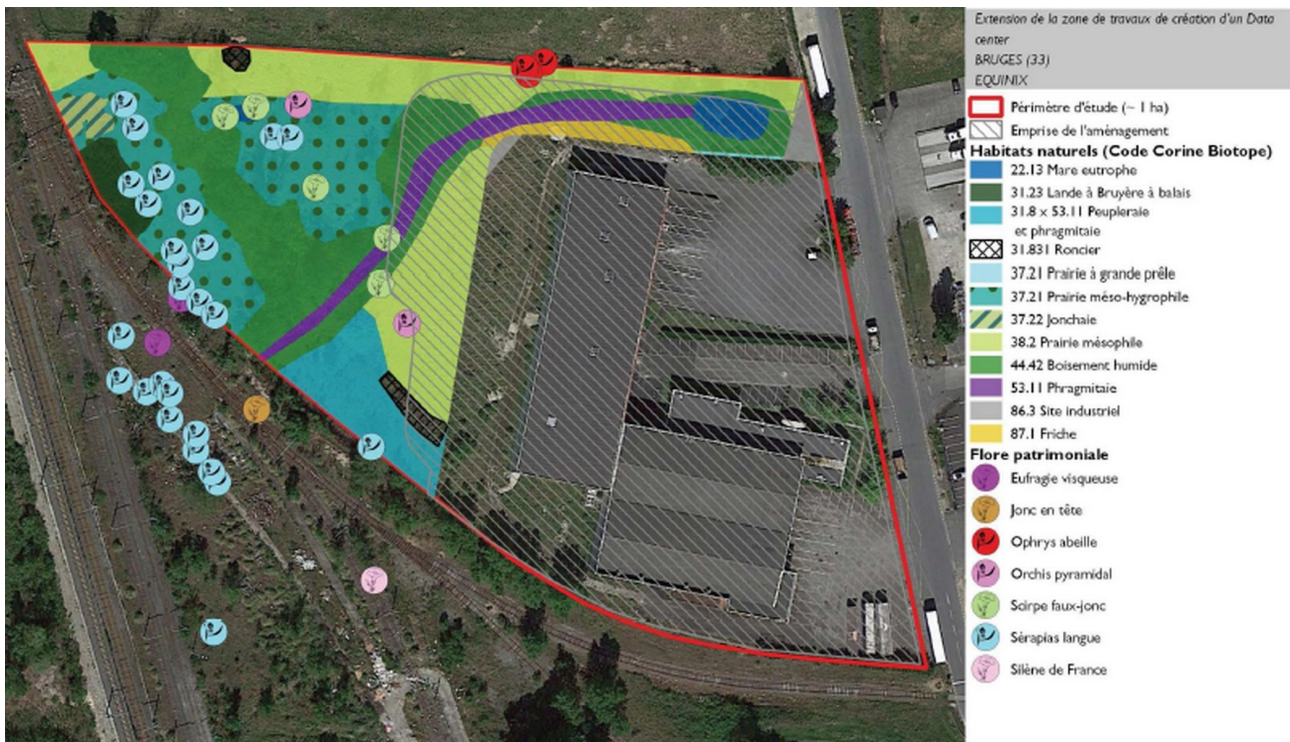 Extension de la zone de travaux de création d'un Data
center
BRUGES (33)
EQUINIX
Périmètre d'étude (~ 1 ha)
Emprise de l'aménagement
Habitats naturels (Code Corine Biotope)
22.13 Mare eutrophe
31.23 Lande à Bruyère à balais
31.8 x 53.11 Peupleraie
et phragmitaie
31.831 Roncier
37.21 Prairie à grande prêle
37.21 Prairie méso-hygrophile
37.22 Jonchaie
38.2 Prairie mésophile
44.42 Boisement humide
53.11 Phragmitaie
86.3 Site industriel
87.1 Friche
Flore patrimoniale
Eufragie visqueuse
Jonc en tête
Ophrys abeille
Orchis pyramidal
Scirpe faux-jonc
Sérapias langue
Silène de France